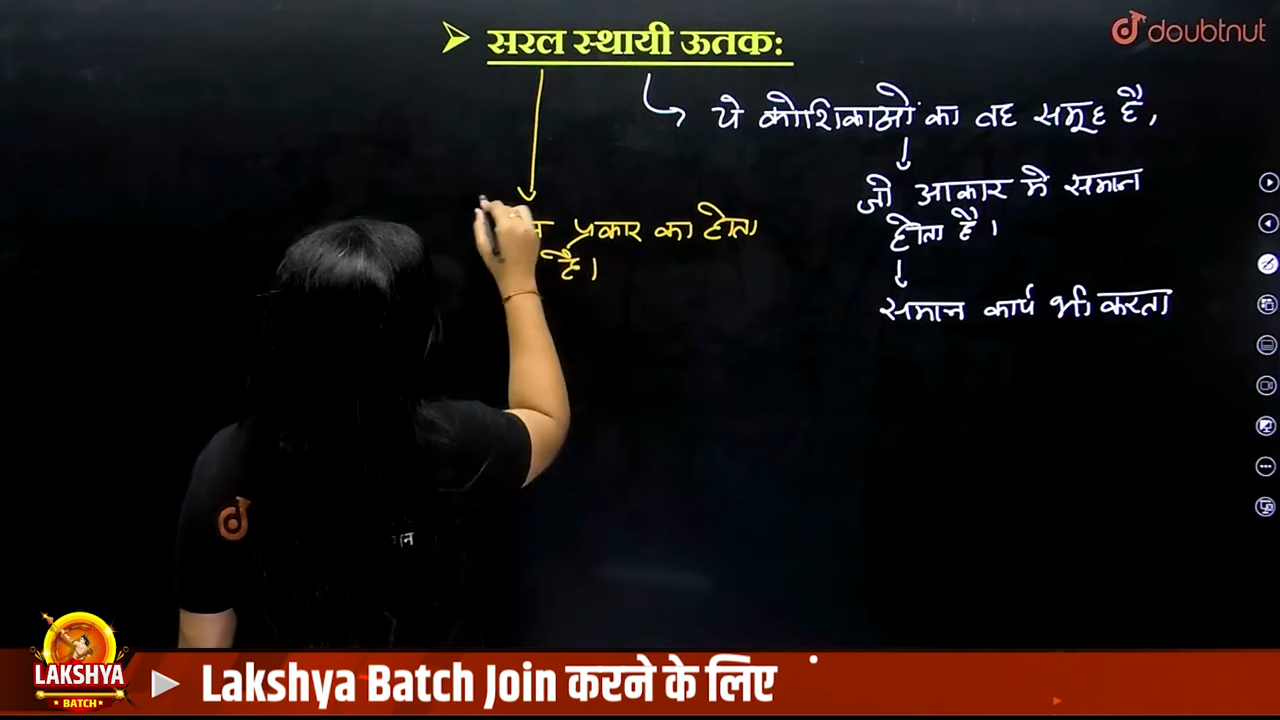 सरल स्थायी ऊतक:
doubtnut
ये कोशिकाओं का वह समूह है,
जो आकार मे समान
होता है।
समान कार्य भी करता
प्रकार का होता
है।
LAKSHYA
BATCH
Lakshya Batch Join करने के लिए